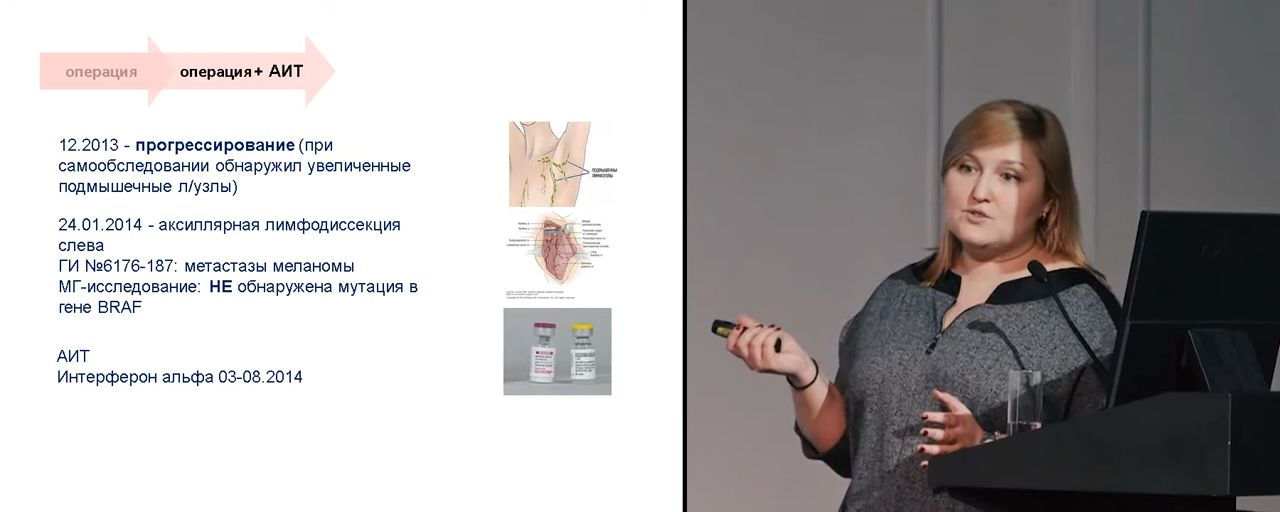 операция
операция+ АИТ
12.2013 - прогрессирование (при
самообследовании обнаружил увеличенные
подмышечные л/узлы)
24.01.2014 - аксиллярная лимфодиссекция
слева
ГИ №6176-187: метастазы меланомы
МГ-исследование: НЕ обнаружена мутация в
гене BRAF
АИТ
Интерферон альфа 03-08.2014